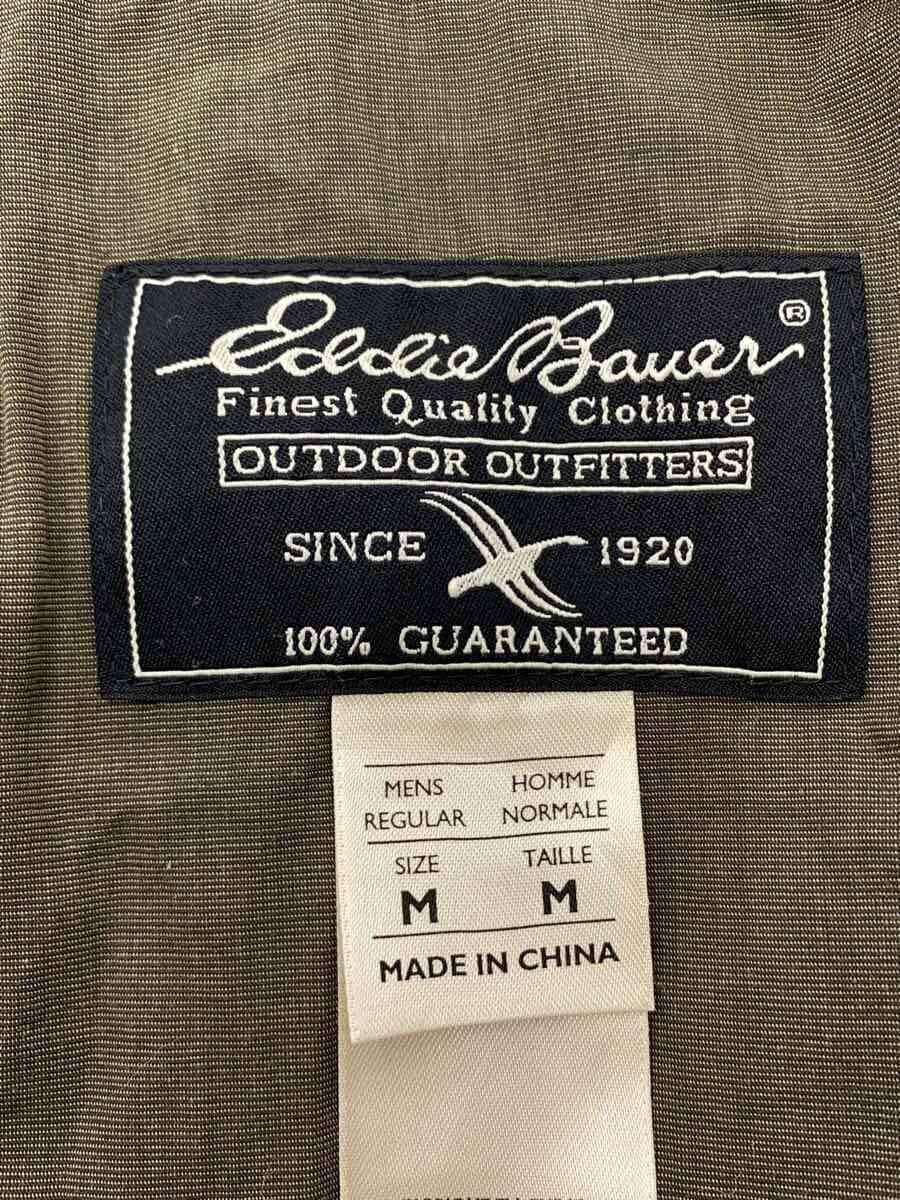 Eddie Bauer ®
Finest Quality Clothing
OUTDOOR OUTFITTERS
SINCE 1920
100% GUARANTEED
MENS HOMME
REGULAR NORMALE
SIZE TAILLE
M M
MADE IN CHINA